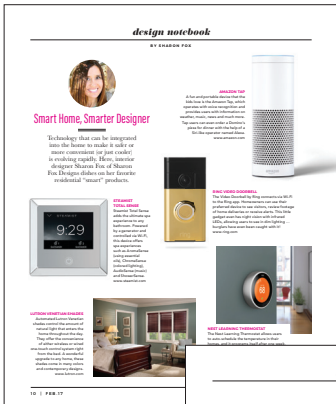 design notebook
BY SHARON FOX
Smart Home, Smarter Designer
Technology that can be integrated
into the home to make it safer or
more convenient (or just cooler)
is evolving rapidly. Here, interior
designer Sharon Fox of Sharon
Fox Designs dishes on her favorite
residential "smart" products.
AMAZON TAP
A fun and portable device that the
kids love is the Amazon Tap, which
operates with voice recognition and
provides users with information on
weather, music, news and much more.
Tap users can even order a Domino's
pizza for dinner with the help of a
Siri-like operator named Alexa.
www.amazon.com
RING VIDEO DOORBELL
The Video Doorbell by Ring connects via Wi-Fi
to the Ring app. Homeowners can use their
preferred device to see visitors, review footage
of home deliveries or receive alerts. This little
gadget even has night vision with infrared
LEDs, allowing users to see in dim lighting ...
burglars have even been caught with it!
www.ring.com
STEAMIST
TOTAL SENSE
Steamist Total Sense
adds the ultimate spa
experience to any
bathroom. Powered
by a generator and
controlled via Wi-Fi,
this device offers
spa experiences
such as AromaSense
(using essential
oils), ChromaSense
(colored lighting),
AudioSense (music)
and ShowerSense.
www.steamist.com
9:29
LUTRON VENETIAN SHADES
Automated Lutron Venetian
shades control the amount of
natural light that enters the
home throughout the day.
They offer the convenience
of either wireless or wired
one-touch control system right
from the bed. A wonderful
upgrade to any home, these
shades come in many colors
and contemporary designs.
www.lutron.com
68
NEST LEARNING THERMOSTAT
The Nest Learning Thermostat allows users
to auto-schedule the temperature in their
10 | FEB.17